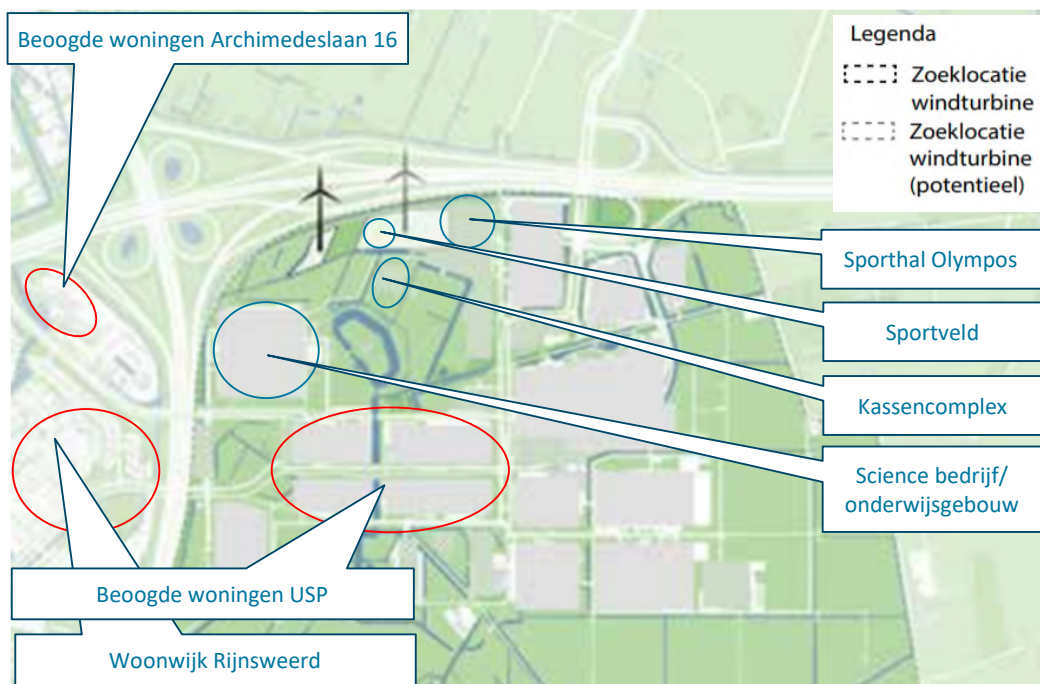 Beoogde woningen Archimedeslaan 16
Legenda
Zoeklocatie
windturbine
Zoeklocatie
windturbine
(potentieel)
Sporthal Olympos
Sportveld
Kassencomplex
Science bedrijf/
onderwijsgebouw
Beoogde woningen USP
Woonwijk Rijnsweerd